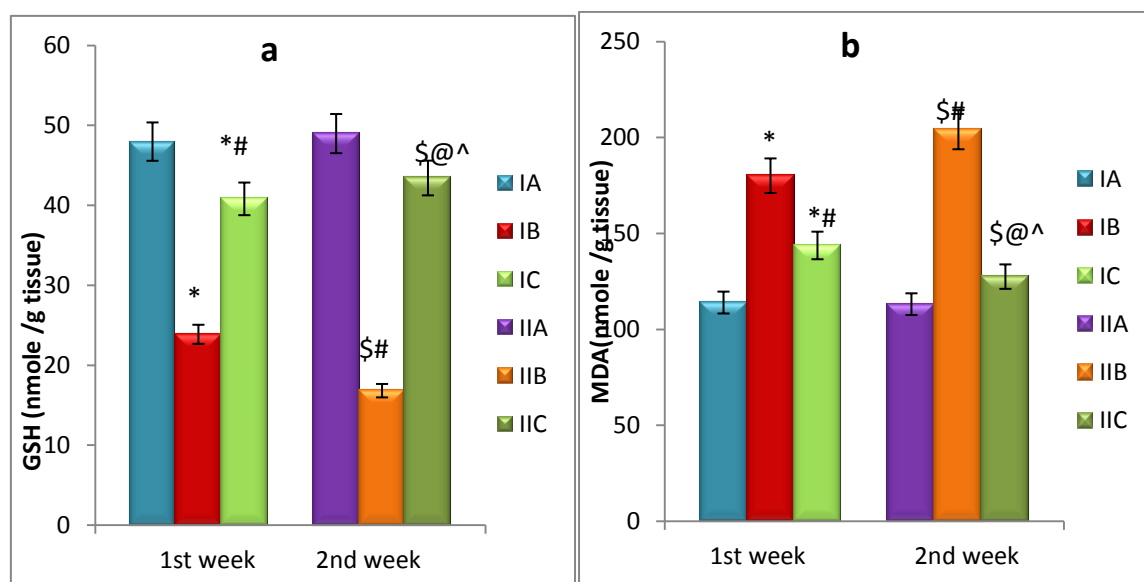 a
GSH (nmole /g tissue)
60
50
40
30
20
10
0
*
*#
$#
$@^
1st week
2nd week
IA
IB
IC
IIA
IIB
IIC
b
MDA(nmole /g tissue)
250
200
150
100
50
0
*
*#
$#
$@^
1st week
2nd week
IA
IB
IC
IIA
IIB
IIC